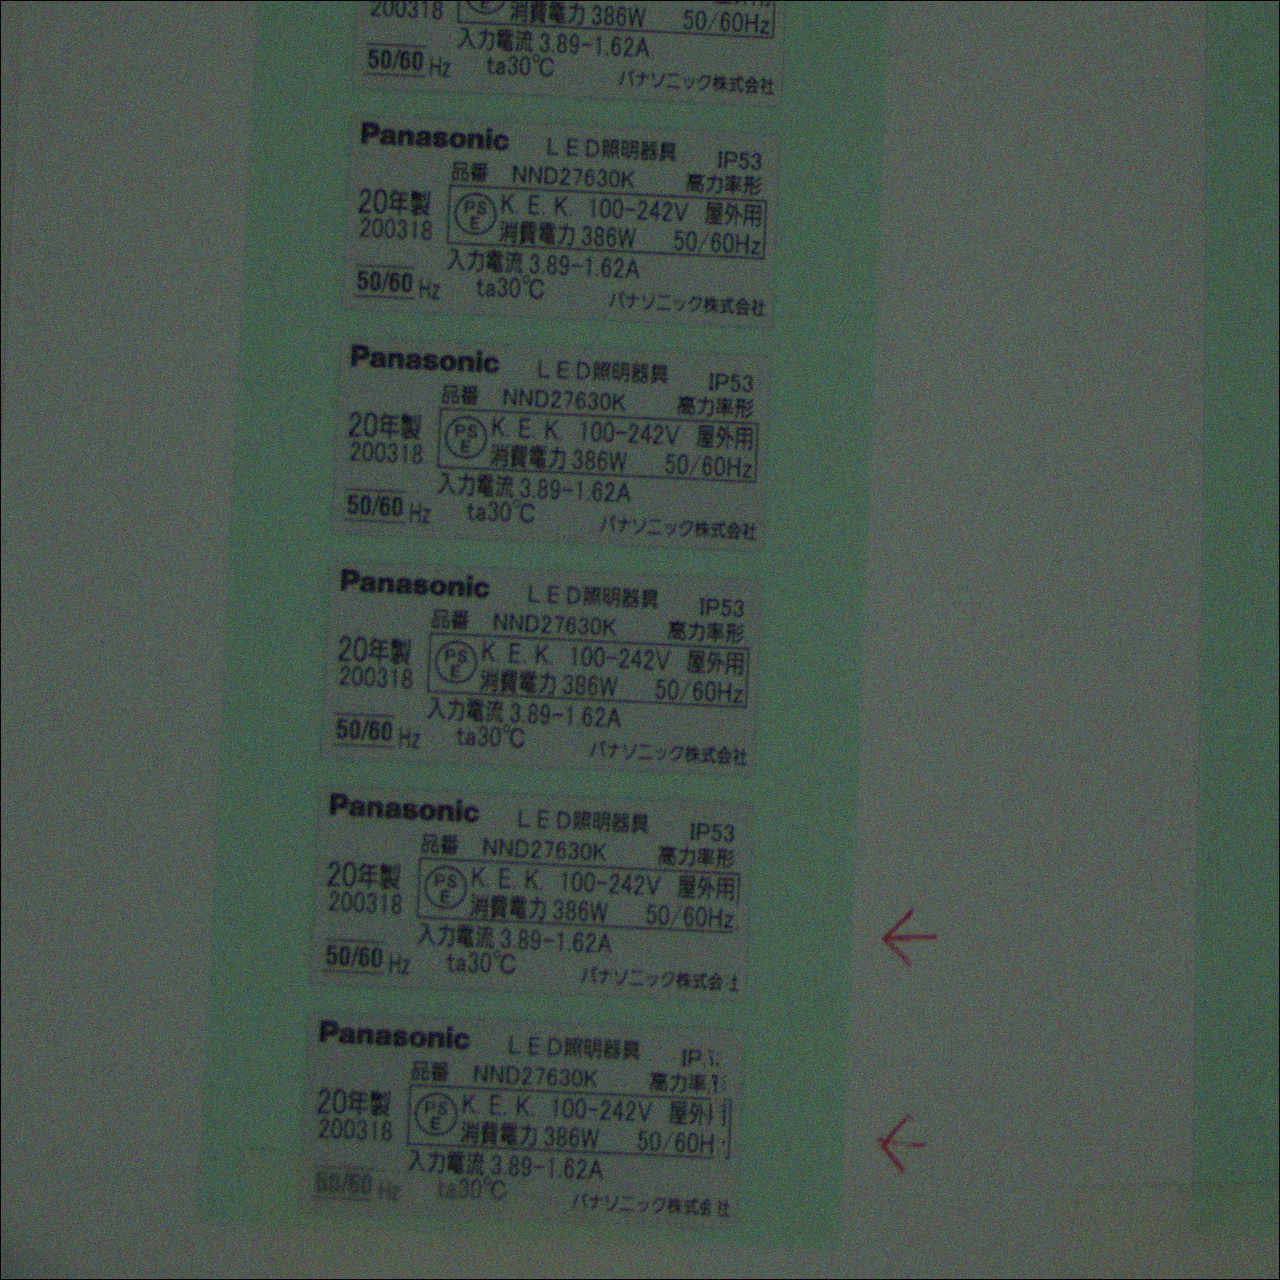 200318 消費電力 386W 50/60Hz
入力電流 3.89-1.62A
50/60 Hz ta30℃
パナソニック株式会社
Panasonic LED照明器具 IP53
品番 NND27630K 高力率形
20年製 PS E K. E. K. 100-242V 屋外用
200318 消費電力 386W 50/60Hz
入力電流 3.89-1.62A
50/60 Hz ta30℃
パナソニック株式会社
Panasonic LED照明器具 IP53
品番 NND27630K 高力率形
20年製 PS E K. E. K. 100-242V 屋外用
200318 消費電力 386W 50/60Hz
入力電流 3.89-1.62A
50/60 Hz ta30℃
パナソニック株式会社
Panasonic LED照明器具 IP53
品番 NND27630K 高力率形
20年製 PS E K. E. K. 100-242V 屋外用
200318 消費電力 386W 50/60Hz
入力電流 3.89-1.62A
50/60 Hz ta30℃
パナソニック株式会社
Panasonic LED照明器具 IP53
品番 NND27630K 高力率形
20年製 PS E K. E. K. 100-242V 屋外用
200318 消費電力 386W 50/60Hz
入力電流 3.89-1.62A
50/60 Hz ta30℃
パナソニック株式会社
Panasonic LED照明器具
品番 NND27630K 高力率
20年製 PS E K. E. K. 100-242V 屋外
200318 消費電力 386W 50/60H
入力電流 3.89-1.62A
50/60 Hz ta30℃
パナソニック株式会社